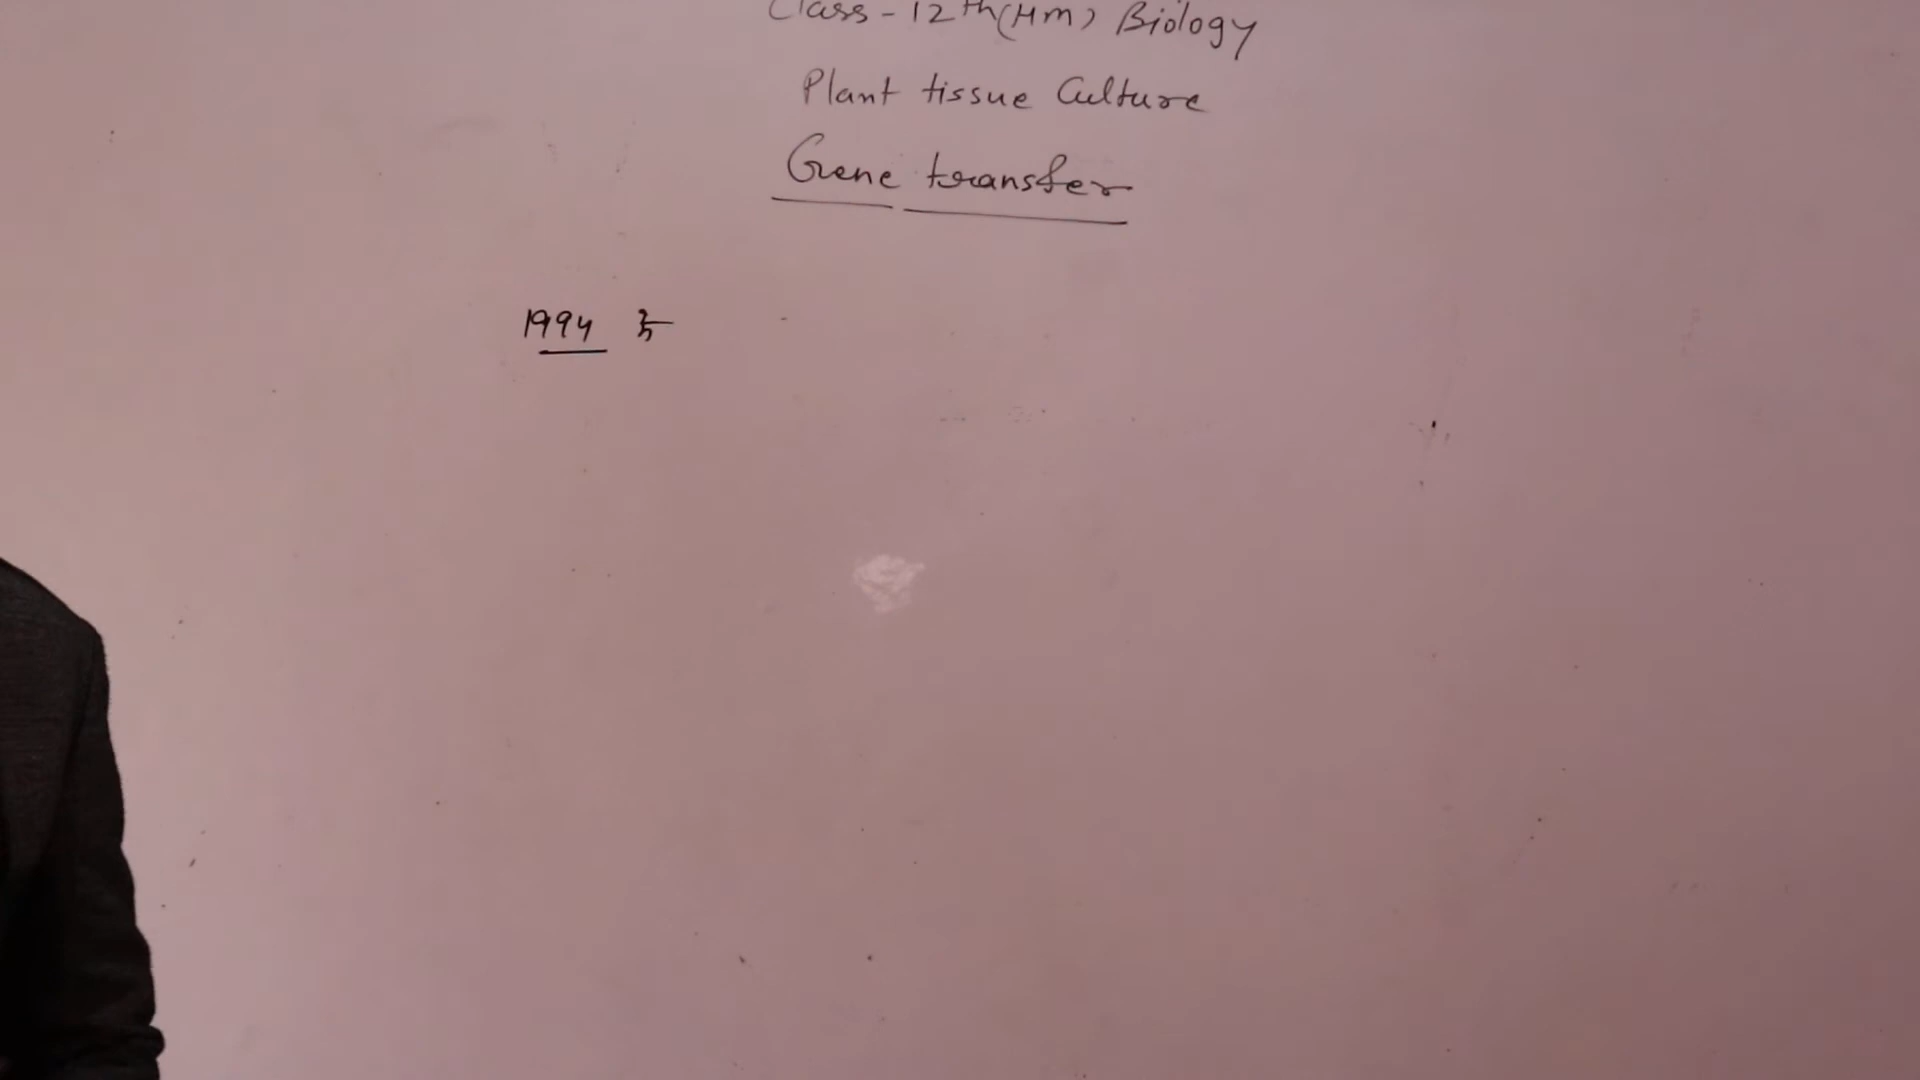 Class - 12th (HM) Biology
Plant tissue Culture
Gene transfer
1994